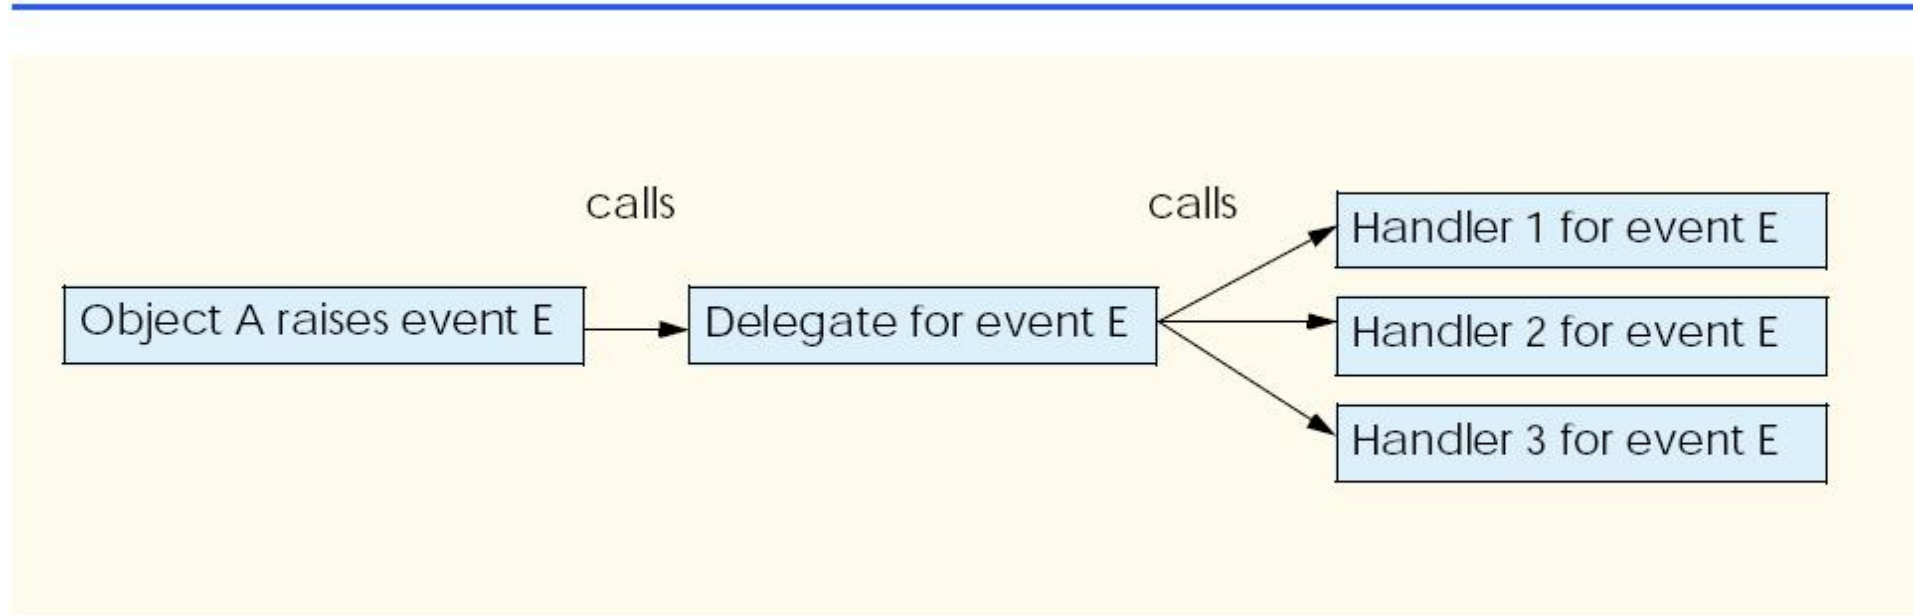 calls
calls
Object A raises event E
Delegate for event E
Handler 1 for event E
Handler 2 for event E
Handler 3 for event E